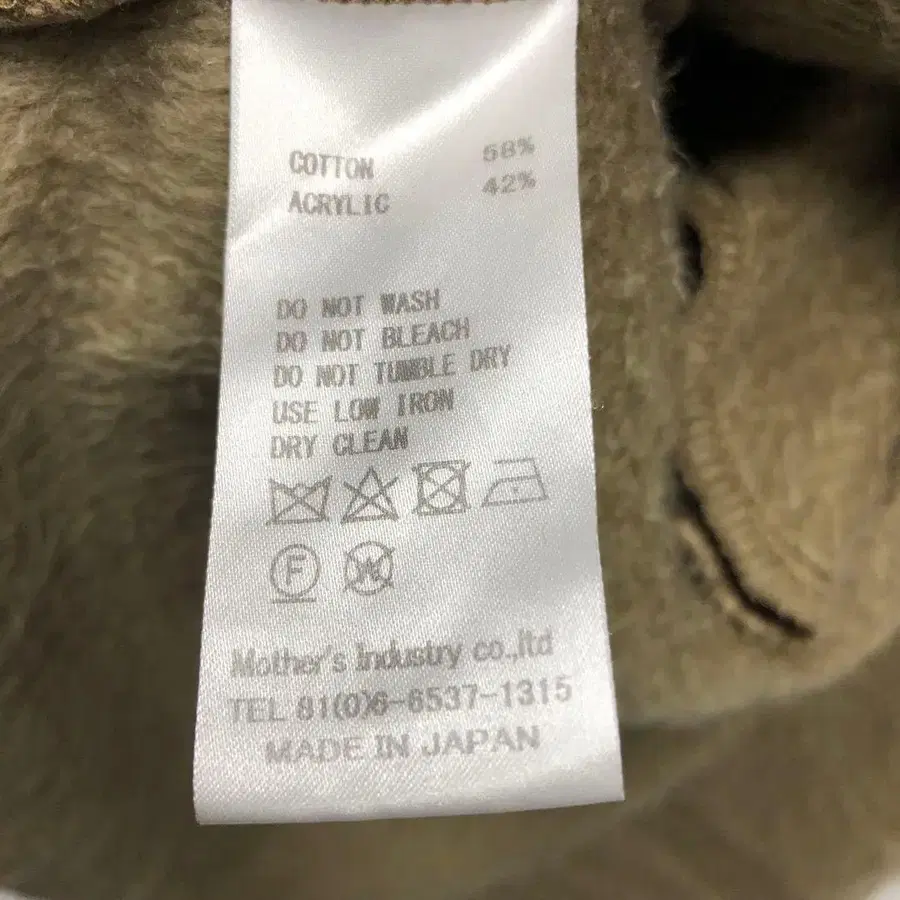 COTTON 58%
ACRYLIC 42%
DO NOT WASH
DO NOT BLEACH
DO NOT TUMBLE DRY
USE LOW IRON
DRY CLEAN
F W
Mother's Industry co.,ltd
TEL 81(0)6-6537-1315
MADE IN JAPAN